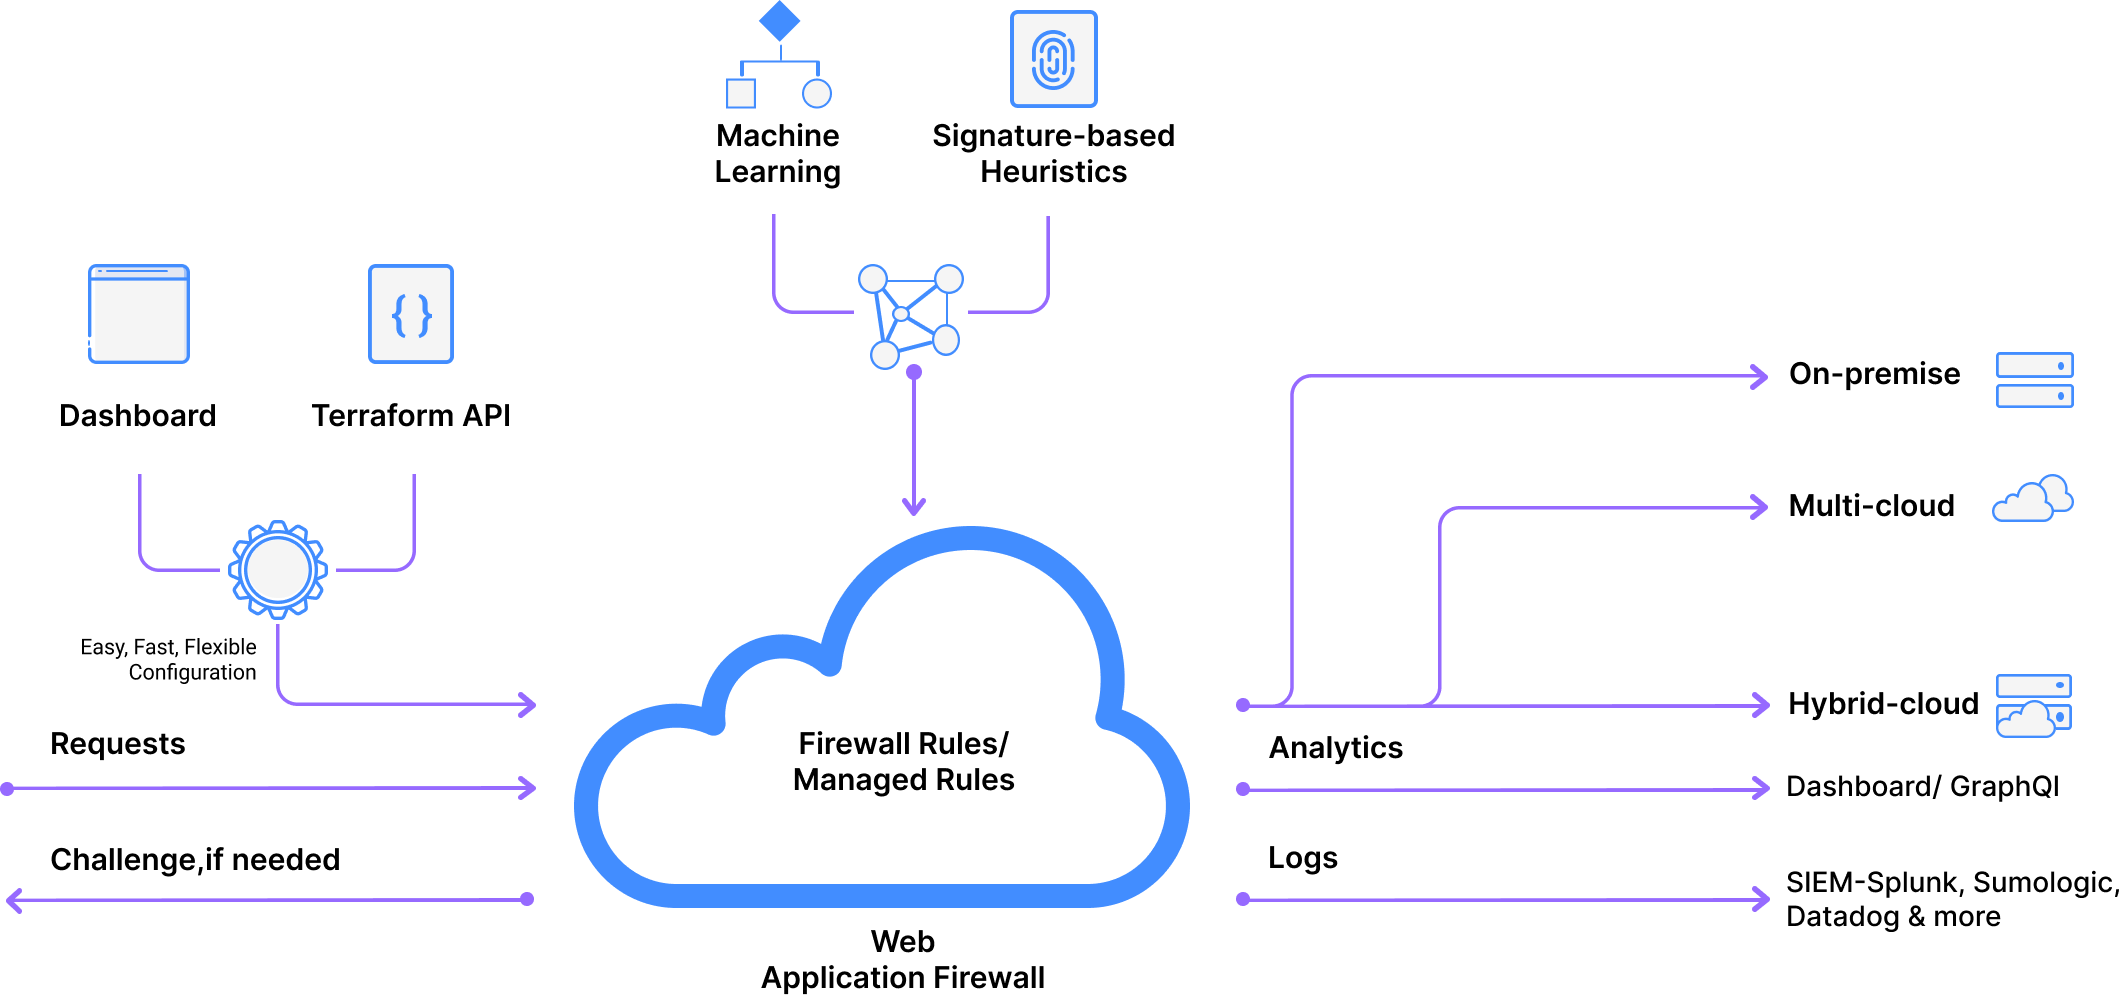 Machine
Learning
Signature-based
Heuristics
Dashboard
Terraform API
{ }
Easy, Fast, Flexible
Configuration
Requests
Challenge,if needed
Firewall Rules/
Managed Rules
Web
Application Firewall
On-premise
Multi-cloud
Hybrid-cloud
Analytics
Dashboard/ GraphQl
Logs
SIEM-Splunk, Sumologic,
Datadog & more